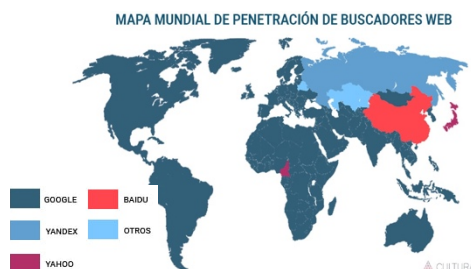 MAPA MUNDIAL DE PENETRACIÓN DE BUSCADORES WEB
GOOGLE
BAIDU
YANDEX
OTROS
YAHOO